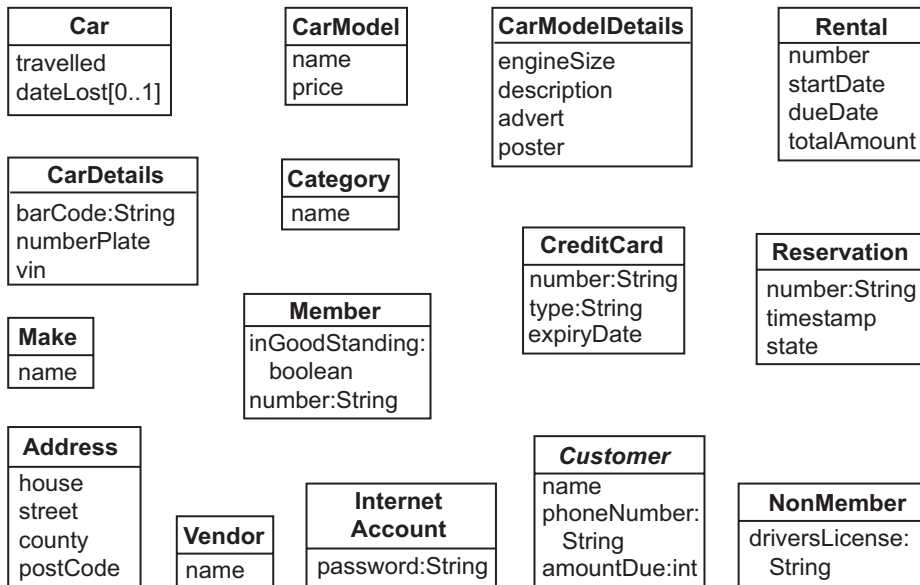 Car
travelled
dateLost[0..1]
CarModel
name
price
CarModelDetails
engineSize
description
advert
poster
Rental
number
startDate
dueDate
totalAmount
CarDetails
barCode:String
numberPlate
vin
Category
name
CreditCard
number:String
type:String
expiryDate
Reservation
number:String
timestamp
state
Make
name
Member
inGoodStanding:
boolean
number:String
Address
house
street
county
postCode
Vendor
name
Internet
Account
password:String
Customer
name
phoneNumber:
String
amountDue:int
NonMember
driversLicense:
String